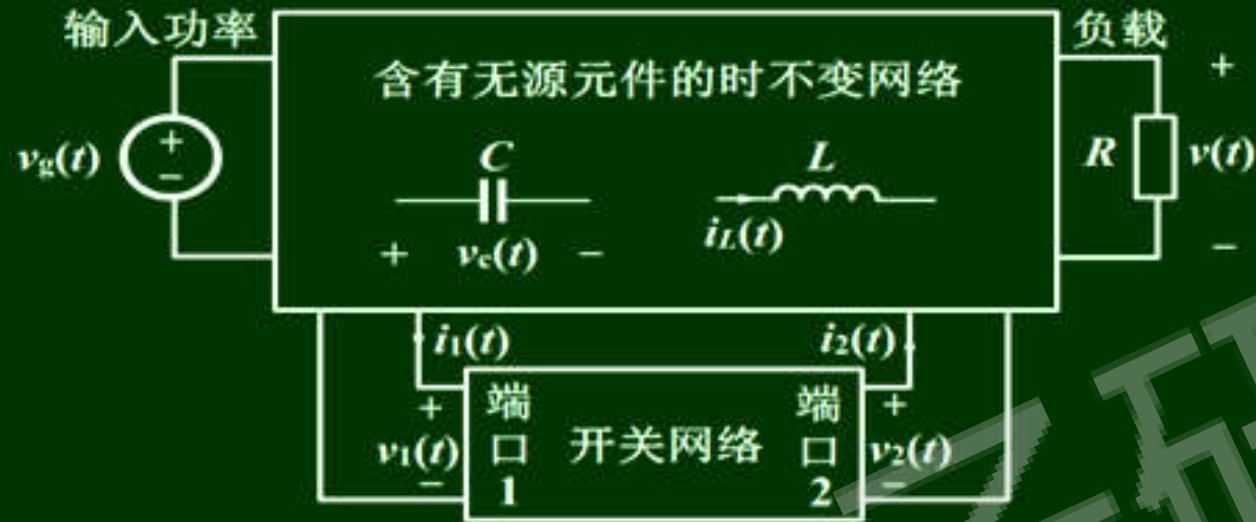 输入功率
负载
含有无源元件的时不变网络
+
vg(t)
+
−
C
L
R
v(t)
+
vc(t)
−
iL(t)
−
i1(t)
i2(t)
+
端口1
开关网络
端口2
+
v1(t)
v2(t)
−
−